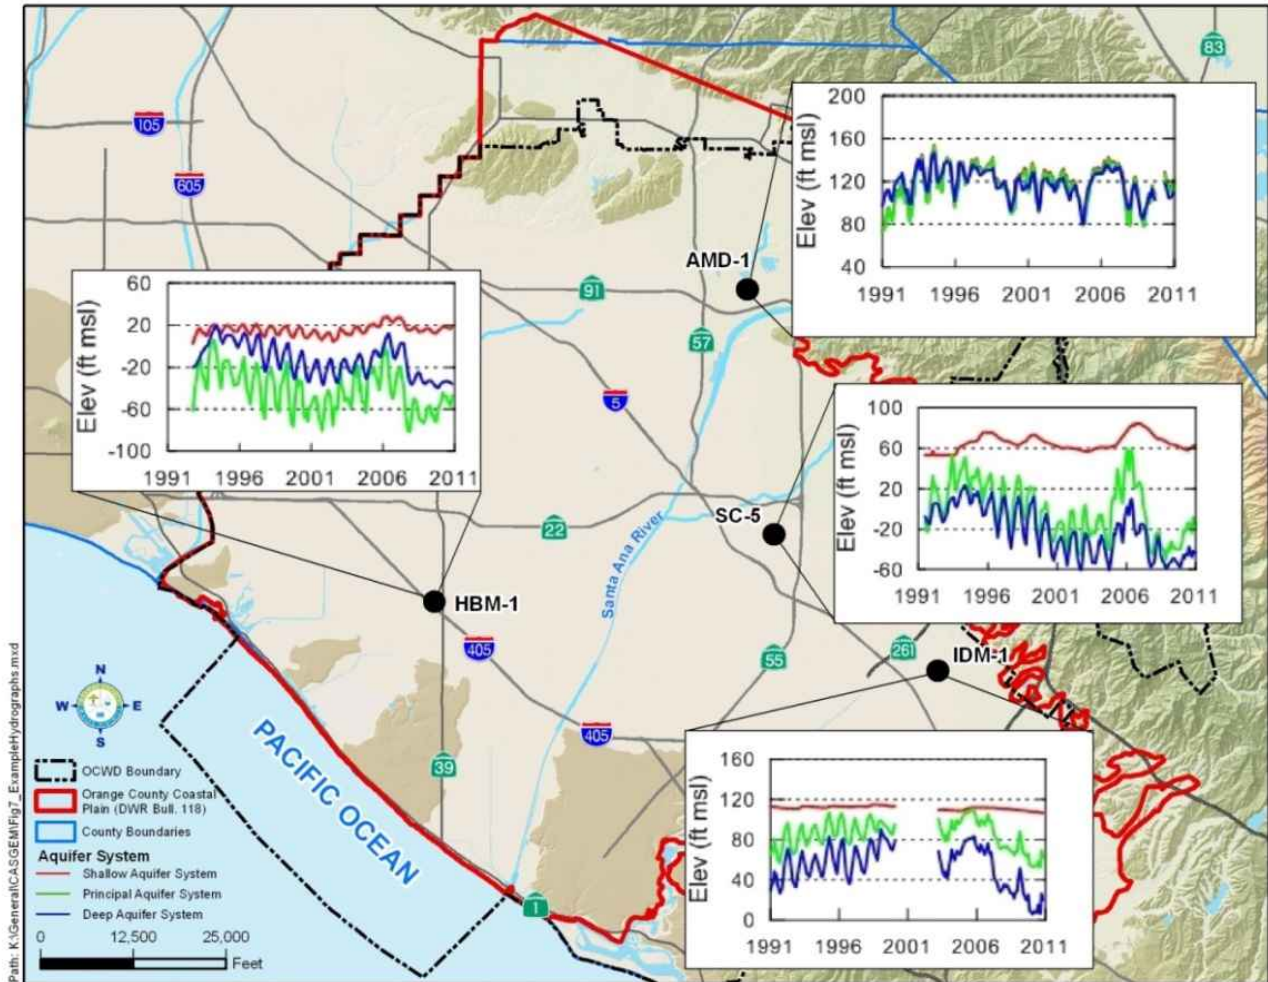 83
105
605
200
160
120
80
40
Elev (ft msl)
1991 1996 2001 2006 2011
AMD-1
91
57
60
20
-20
-60
-100
Elev (ft msl)
1991 1996 2001 2006 2011
5
100
60
20
-20
-60
Elev (ft msl)
1991 1996 2001 2006 2011
SC-5
22
Santa Ana River
HBM-1
405
55
261
IDM-1
405
39
160
120
80
40
0
Elev (ft msl)
1991 1996 2001 2006 2011
1
PACIFIC OCEAN
N
W E
S
OCWD Boundary
Orange County Coastal
Plain (DWR Bull. 118)
County Boundaries
Aquifer System
Shallow Aquifer System
Principal Aquifer System
Deep Aquifer System
0 12,500 25,000
Feet
Path: K:\General\CASGEM\Fig7_ExampleHydrographs.mxd